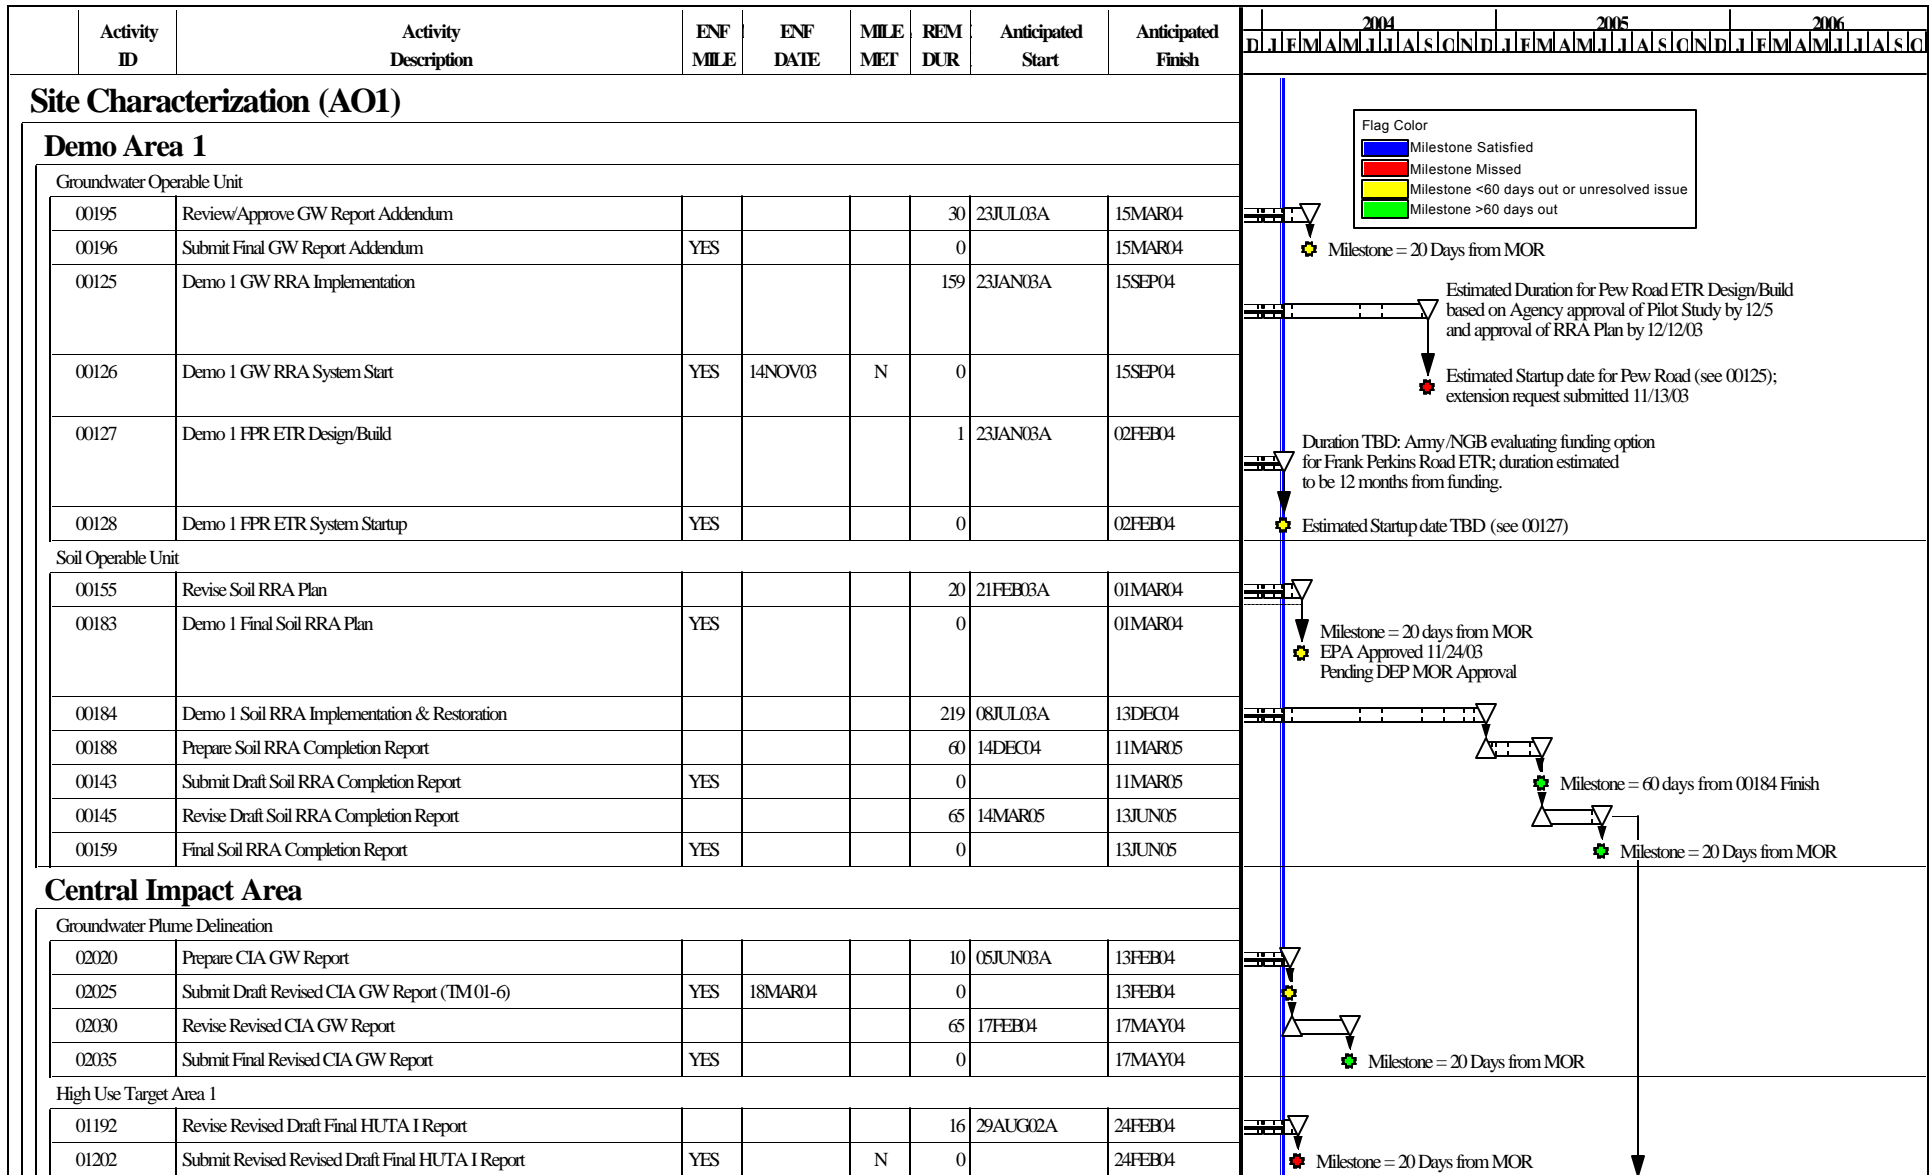 Activity ID
Activity Description
ENF MILE
ENF DATE
MILE MET
REM DUR
Anticipated Start
Anticipated Finish
2004 2005 2006
D J F M A M J J A S O N D J F M A M J J A S O N D J F M A M J J A S O
Site Characterization (AO1)
Flag Color
Milestone Satisfied
Milestone Missed
Milestone <60 days out or unresolved issue
Milestone >60 days out
Demo Area 1
Groundwater Operable Unit
00195 Review/Approve GW Report Addendum 30 23JUL03A 15MAR04
00196 Submit Final GW Report Addendum YES 0 15MAR04 Milestone = 20 Days from MOR
00125 Demo 1 GW RRA Implementation 159 23JAN03A 15SEP04
Estimated Duration for Pew Road ETR Design/Build
based on Agency approval of Pilot Study by 12/5
and approval of RRA Plan by 12/12/03
00126 Demo 1 GW RRA System Start YES 14NOV03 N 0 15SEP04
Estimated Startup date for Pew Road (see 00125);
extension request submitted 11/13/03
00127 Demo 1 FPR ETR Design/Build 1 23JAN03A 02FEB04
Duration TBD: Army/NGB evaluating funding option
for Frank Perkins Road ETR; duration estimated
to be 12 months from funding.
00128 Demo 1 FPR ETR System Startup YES 0 02FEB04 Estimated Startup date TBD (see 00127)
Soil Operable Unit
00155 Revise Soil RRA Plan 20 21FEB03A 01MAR04
00183 Demo 1 Final Soil RRA Plan YES 0 01MAR04
Milestone = 20 days from MOR
EPA Approved 11/24/03
Pending DEP MOR Approval
00184 Demo 1 Soil RRA Implementation & Restoration 219 08JUL03A 13DEC04
00188 Prepare Soil RRA Completion Report 60 14DEC04 11MAR05
00143 Submit Draft Soil RRA Completion Report YES 0 11MAR05 Milestone = 60 days from 00184 Finish
00145 Revise Draft Soil RRA Completion Report 65 14MAR05 13JUN05
00159 Final Soil RRA Completion Report YES 0 13JUN05 Milestone = 20 Days from MOR
Central Impact Area
Groundwater Plume Delineation
02020 Prepare CIA GW Report 10 05JUN03A 13FEB04
02025 Submit Draft Revised CIA GW Report (TM 01-6) YES 18MAR04 0 13FEB04
02030 Revise Revised CIA GW Report 65 17FEB04 17MAY04
02035 Submit Final Revised CIA GW Report YES 0 17MAY04 Milestone = 20 Days from MOR
High Use Target Area 1
01192 Revise Revised Draft Final HUTA I Report 16 29AUG02A 24FEB04
01202 Submit Revised Revised Draft Final HUTA I Report YES N 0 24FEB04 Milestone = 20 Days from MOR